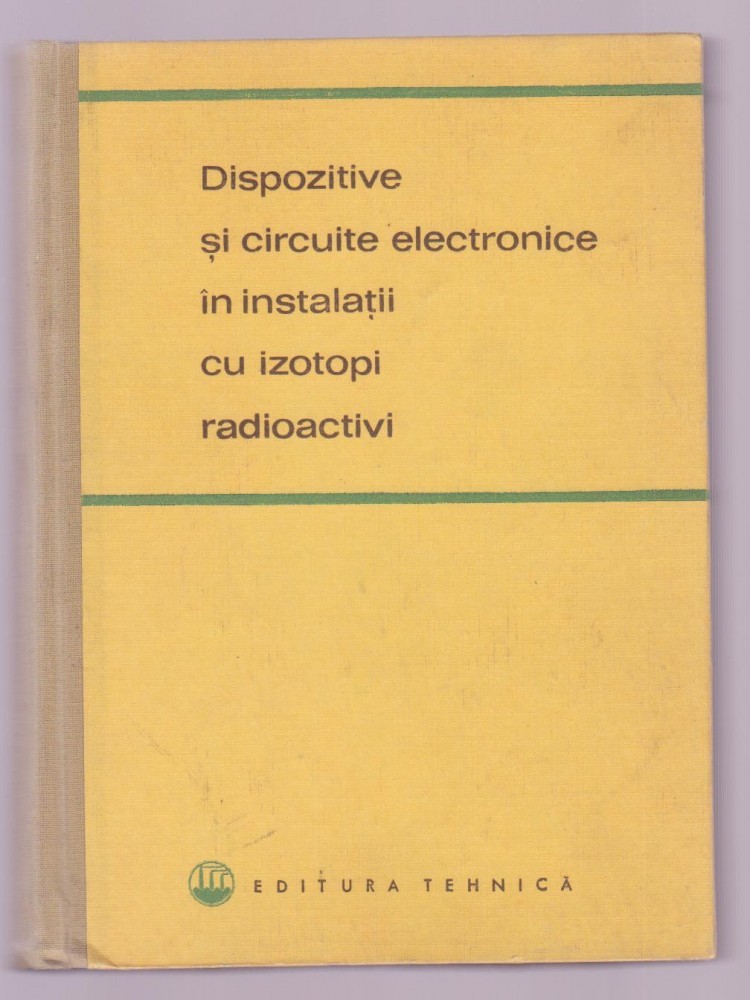 Dispozitive
și circuite electronice
în instalații
cu izotopi
radioactivi
EDITURA TEHNICĂ